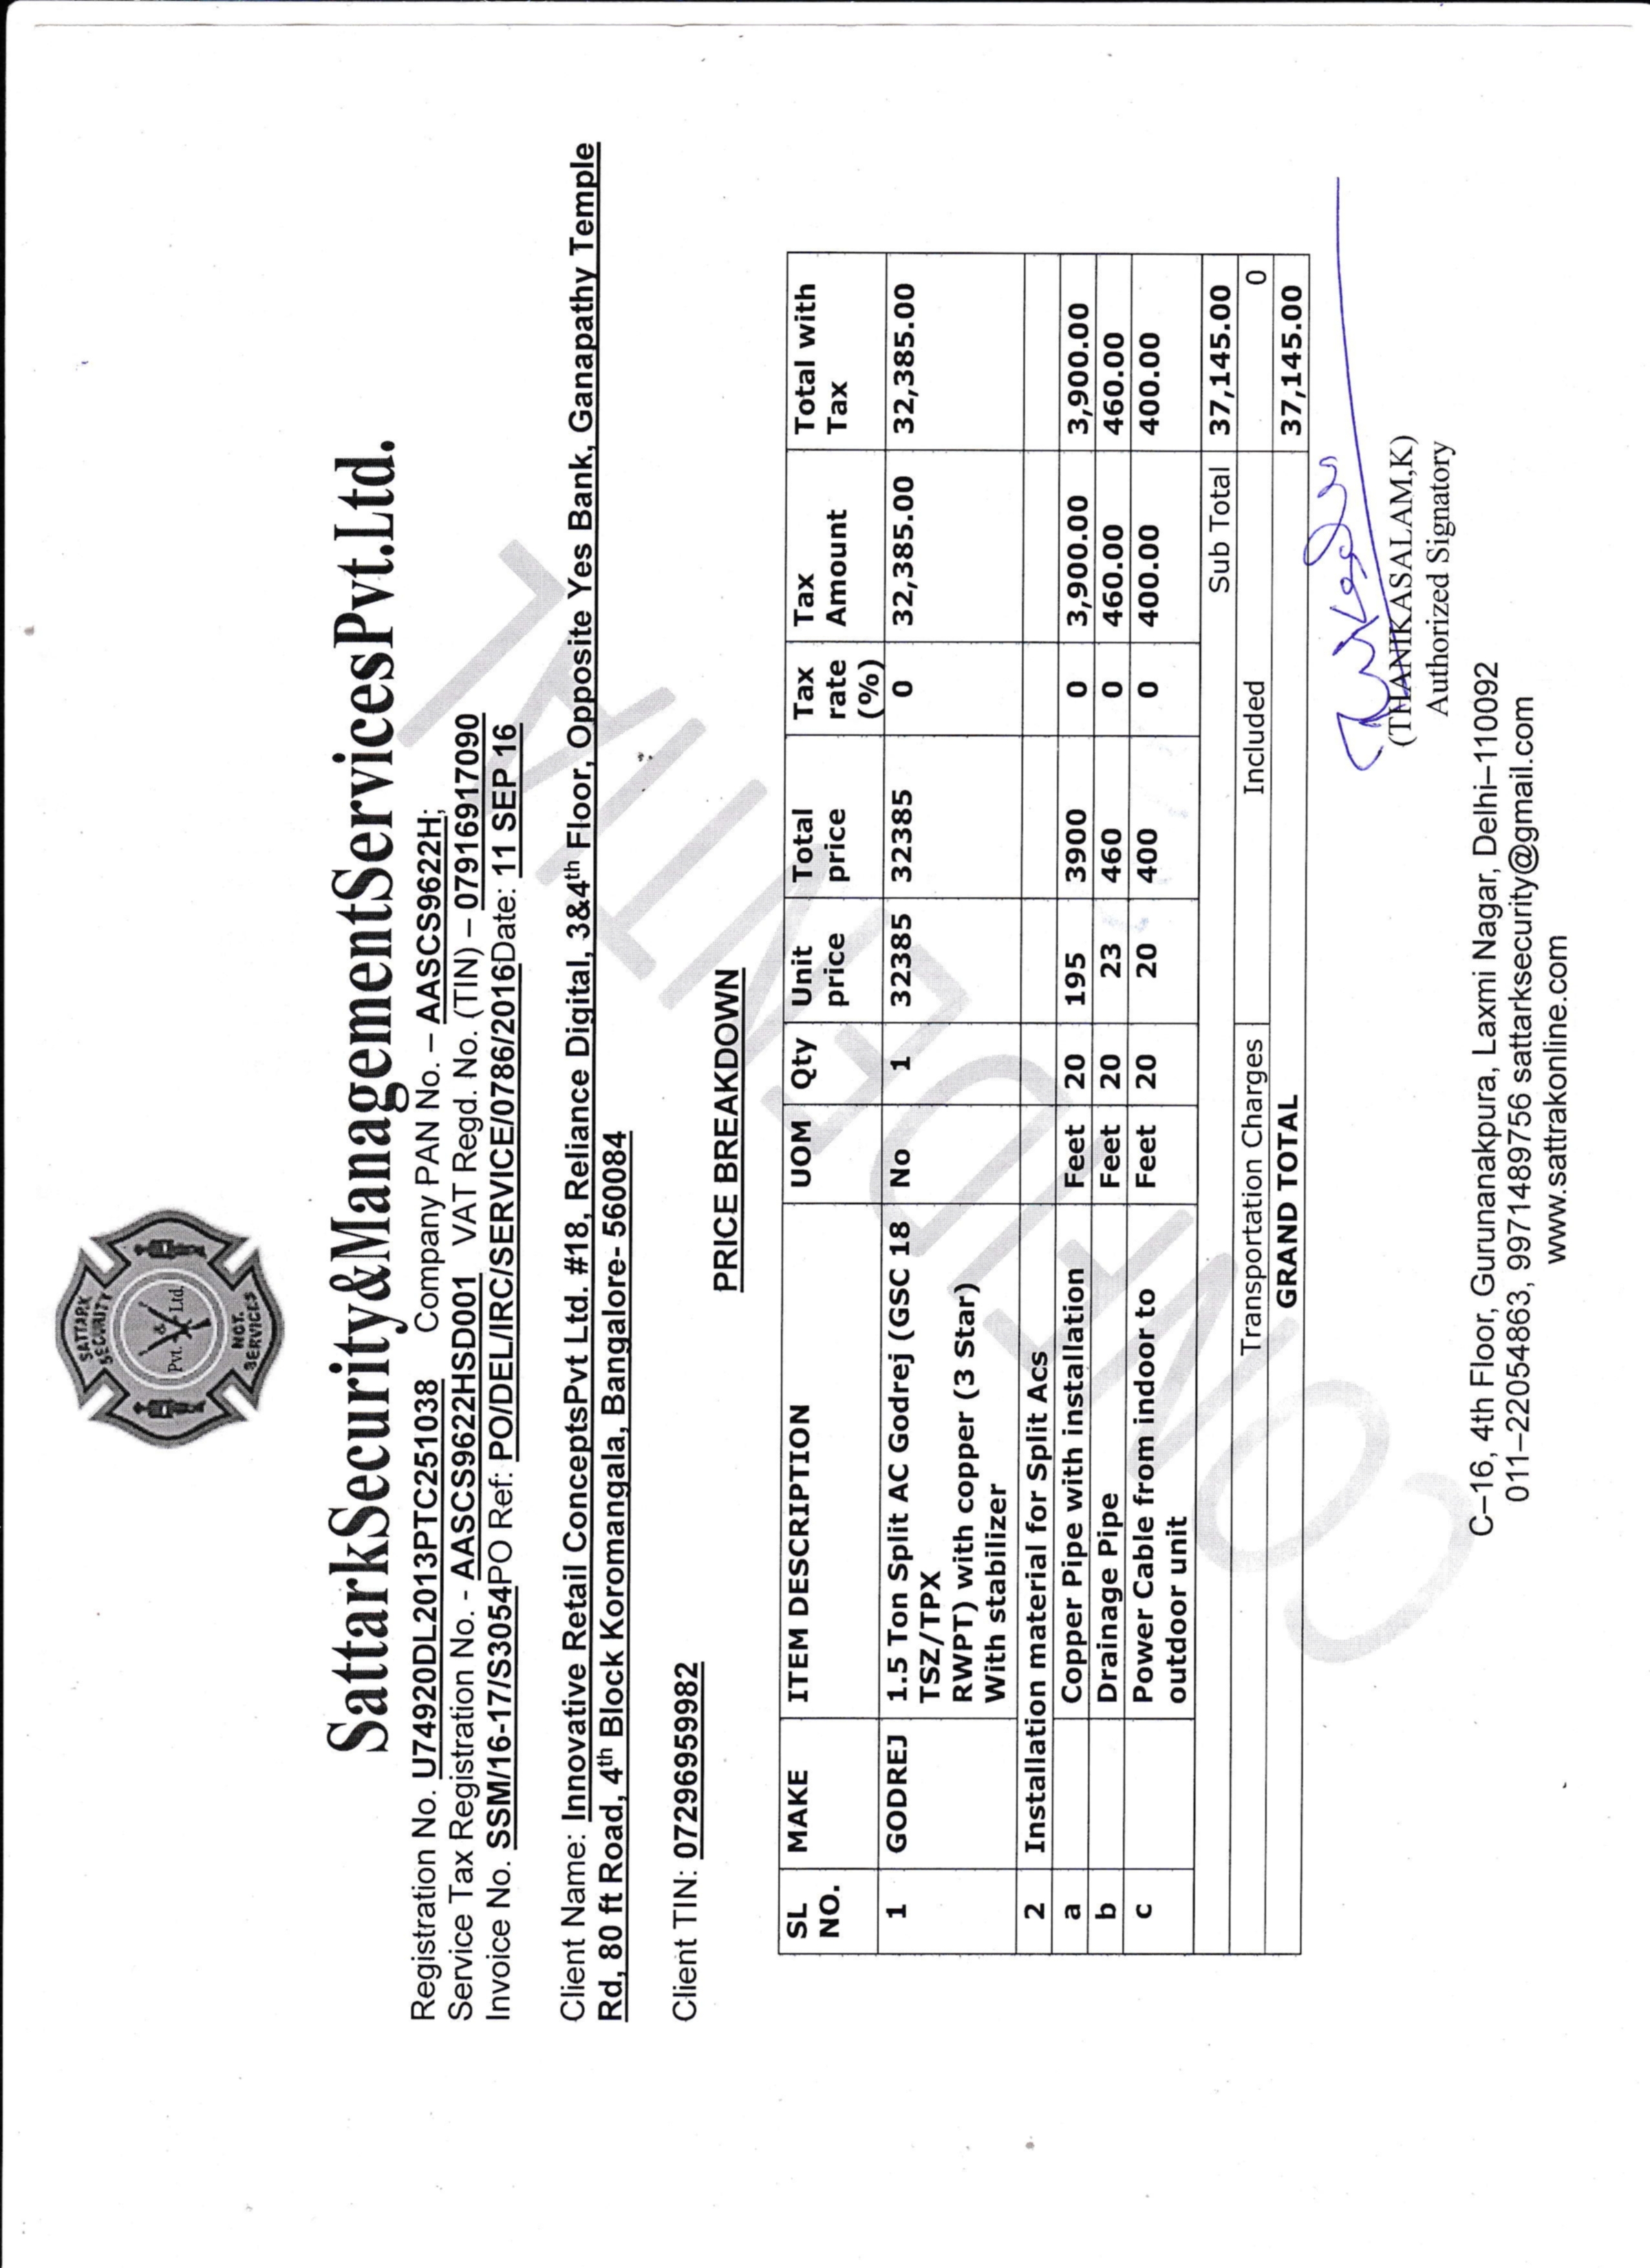 SATTARK
SECURITY
Pvt. & Ltd.
MGT.
SERVICES
SattarkSecurity&ManagementServicesPvt.Ltd.
Registration No. U74920DL2013PTC251038 Company PAN No. – AASCS9622H;
Service Tax Registration No. - AASCS9622HSD001 VAT Regd. No. (TIN) – 07916917090
Invoice No. SSM/16-17/S3054PO Ref: PO/DEL/IRC/SERVICE/0786/2016Date: 11 SEP 16
Client Name: Innovative Retail ConceptsPvt Ltd. #18, Reliance Digital, 3&4th Floor, Opposite Yes Bank, Ganapathy Temple
Rd, 80 ft Road, 4th Block Koromangala, Bangalore- 560084
Client TIN: 07296959982
PRICE BREAKDOWN
SL NO. MAKE ITEM DESCRIPTION UOM Qty Unit price Total price Tax rate (%) Tax Amount Total with Tax
1 GODREJ 1.5 Ton Split AC Godrej (GSC 18 No 1 32385 32385 0 32,385.00 32,385.00
TSZ/TPX
RWPT) with copper (3 Star)
With stabilizer
2 Installation material for Split Acs
a Copper Pipe with installation Feet 20 195 3900 0 3,900.00 3,900.00
b Drainage Pipe Feet 20 23 460 0 460.00 460.00
c Power Cable from indoor to Feet 20 20 400 0 400.00 400.00
outdoor unit
Sub Total 37,145.00
Transportation Charges Included 0
GRAND TOTAL 37,145.00
CONFIDENTIAL
(THANIKASALAM,K)
Authorized Signatory
C–16, 4th Floor, Gurunanakpura, Laxmi Nagar, Delhi–110092
011–22054863, 9971489756 sattarksecurity@gmail.com
www.sattrakonline.com